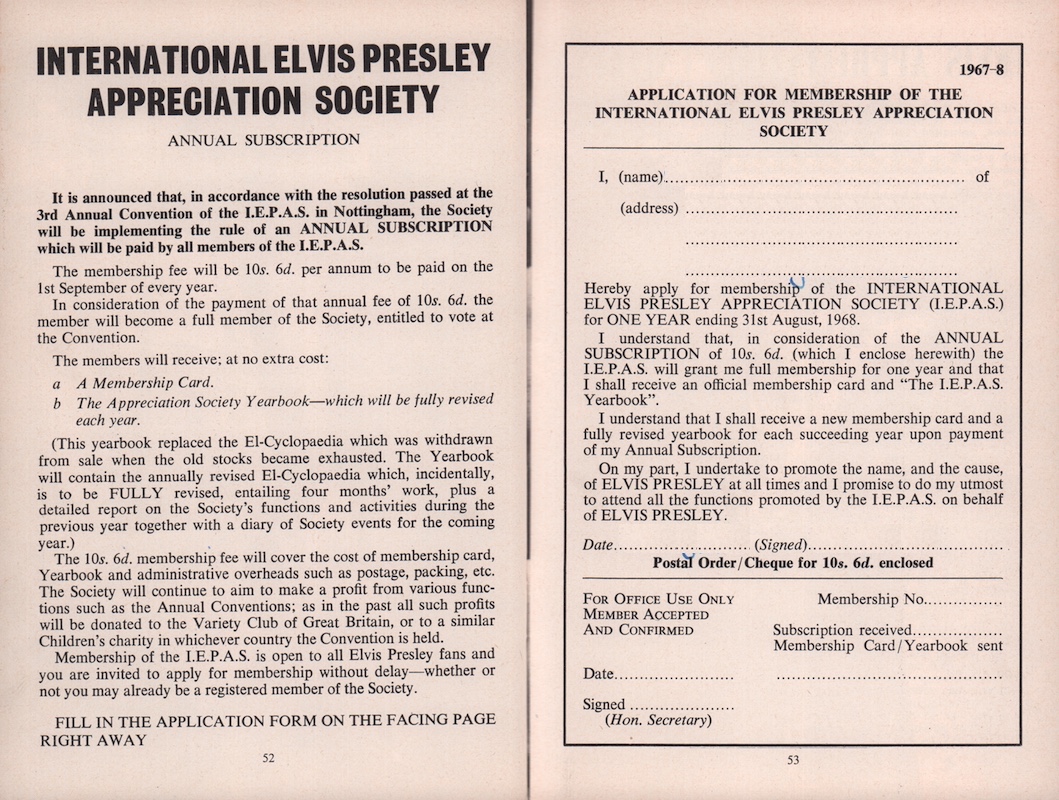 INTERNATIONAL ELVIS PRESLEY
APPRECIATION SOCIETY
ANNUAL SUBSCRIPTION
It is announced that, in accordance with the resolution passed at the
3rd Annual Convention of the I.E.P.A.S. in Nottingham, the Society
will be implementing the rule of an ANNUAL SUBSCRIPTION
which will be paid by all members of the I.E.P.A.S.
The membership fee will be 10s. 6d. per annum to be paid on the
1st September of every year.
In consideration of the payment of that annual fee of 10s. 6d. the
member will become a full member of the Society, entitled to vote at
the Convention.
The members will receive; at no extra cost:
a A Membership Card.
b The Appreciation Society Yearbook—which will be fully revised
each year.
(This yearbook replaced the El-Cyclopaedia which was withdrawn
from sale when the old stocks became exhausted. The Yearbook
will contain the annually revised El-Cyclopaedia which, incidentally,
is to be FULLY revised, entailing four months' work, plus a
detailed report on the Society's functions and activities during the
previous year together with a diary of Society events for the coming
year.)
The 10s. 6d. membership fee will cover the cost of membership card,
Yearbook and administrative overheads such as postage, packing, etc.
The Society will continue to aim to make a profit from various func-
tions such as the Annual Conventions; as in the past all such profits
will be donated to the Variety Club of Great Britain, or to a similar
Children's charity in whichever country the Convention is held.
Membership of the I.E.P.A.S. is open to all Elvis Presley fans and
you are invited to apply for membership without delay—whether or
not you may already be a registered member of the Society.
FILL IN THE APPLICATION FORM ON THE FACING PAGE
RIGHT AWAY
52
1967-8
APPLICATION FOR MEMBERSHIP OF THE
INTERNATIONAL ELVIS PRESLEY APPRECIATION
SOCIETY
I, (name)................................................ of
(address) ................................................
................................................
................................................
Hereby apply for membership of the INTERNATIONAL
ELVIS PRESLEY APPRECIATION SOCIETY (I.E.P.A.S.)
for ONE YEAR ending 31st August, 1968.
I understand that, in consideration of the ANNUAL
SUBSCRIPTION of 10s. 6d. (which I enclose herewith) the
I.E.P.A.S. will grant me full membership for one year and that
I shall receive an official membership card and "The I.E.P.A.S.
Yearbook".
I understand that I shall receive a new membership card and a
fully revised yearbook for each succeeding year upon payment
of my Annual Subscription.
On my part, I undertake to promote the name, and the cause,
of ELVIS PRESLEY at all times and I promise to do my utmost
to attend all the functions promoted by the I.E.P.A.S. on behalf
of ELVIS PRESLEY.
Date........................ (Signed)...................................
Postal Order/Cheque for 10s. 6d. enclosed
FOR OFFICE USE ONLY Membership No...............
MEMBER ACCEPTED
AND CONFIRMED Subscription received..................
Membership Card/Yearbook sent
Date...................... ........................................
Signed ...................
(Hon. Secretary)
53